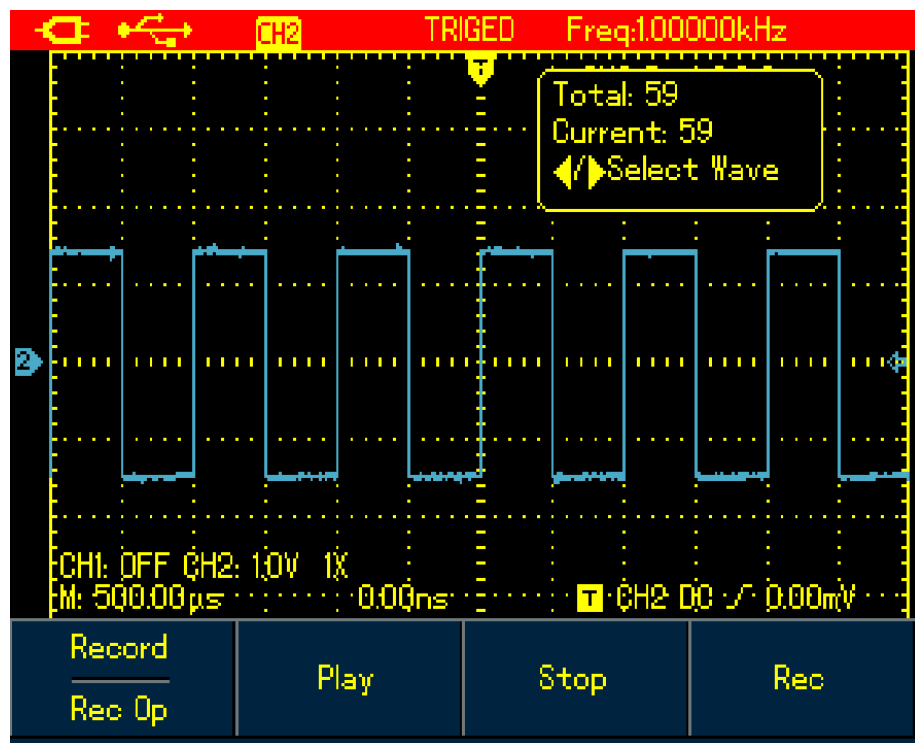 CH2 TRIGED Freq:1.00000kHz
T
Total: 59
Current: 59
/ Select Wave
2
CH1: OFF CH2: 1.0V 1X
M: 500.00μs 0.00ns T CH2 DC 0.00mV
Record
Rec Op
Play
Stop
Rec